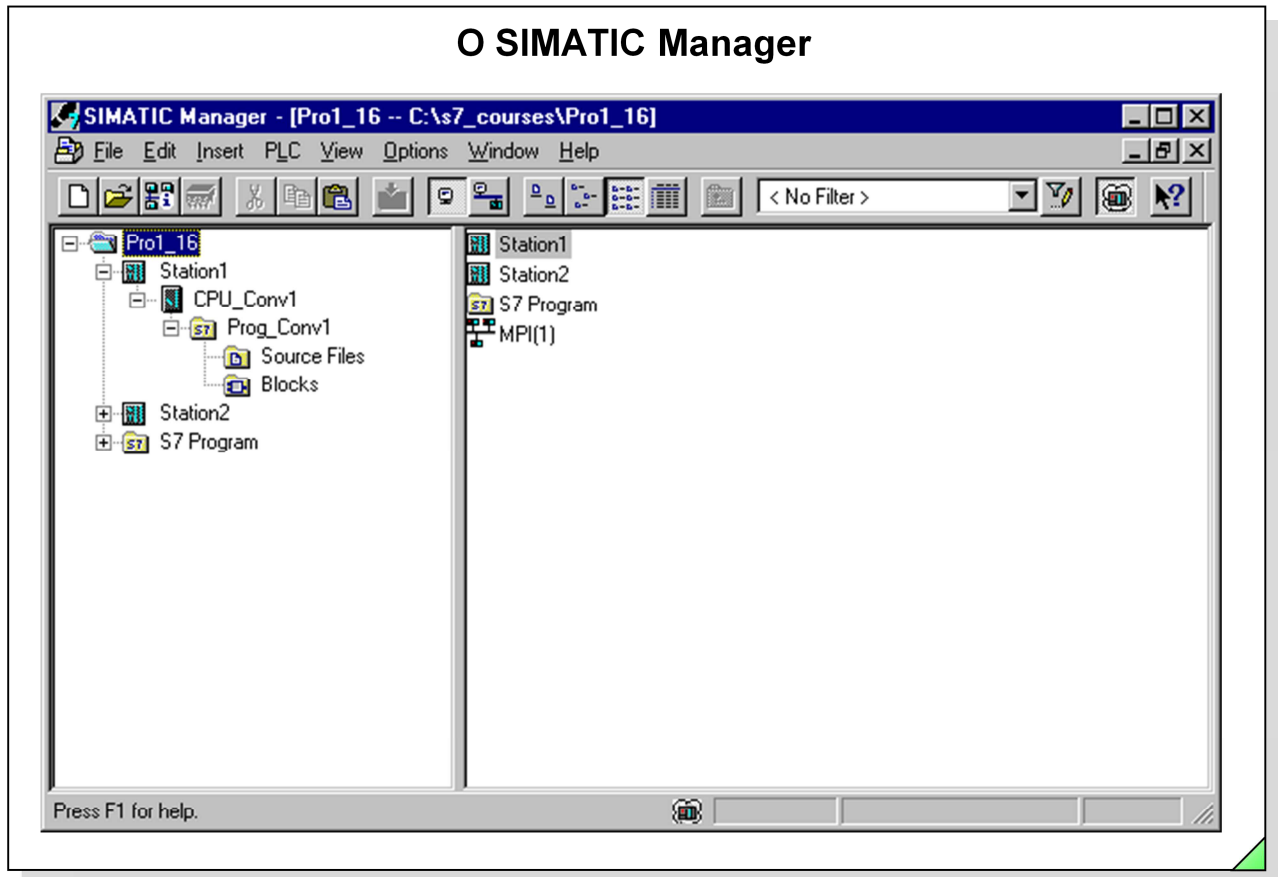 O SIMATIC Manager
SIMATIC Manager - [Pro1_16 -- C:\s7_courses\Pro1_16]
File Edit Insert PLC View Options Window Help
< No Filter >
Pro1_16
Station1
CPU_Conv1
Prog_Conv1
Source Files
Blocks
Station2
S7 Program
Station1
Station2
S7 Program
MPI(1)
Press F1 for help.